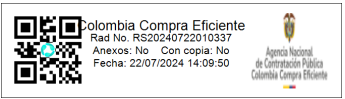 Colombia Compra Eficiente
Rad No. RS20240722010337
Anexos: No Con copia: No
Fecha: 22/07/2024 14:09:50
Agencia Nacional
de Contratación Pública
Colombia Compra Eficiente